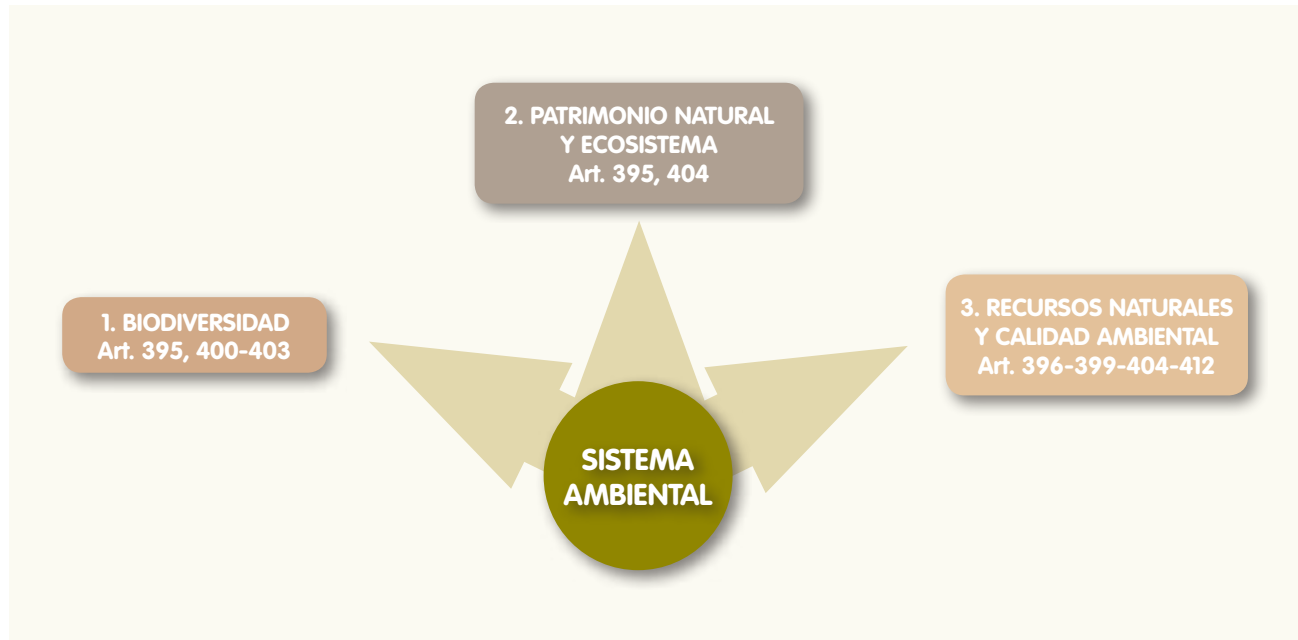 2. PATRIMONIO NATURAL
Y ECOSISTEMA
Art. 395, 404
1. BIODIVERSIDAD
Art. 395, 400-403
3. RECURSOS NATURALES
Y CALIDAD AMBIENTAL
Art. 396-399-404-412
SISTEMA
AMBIENTAL